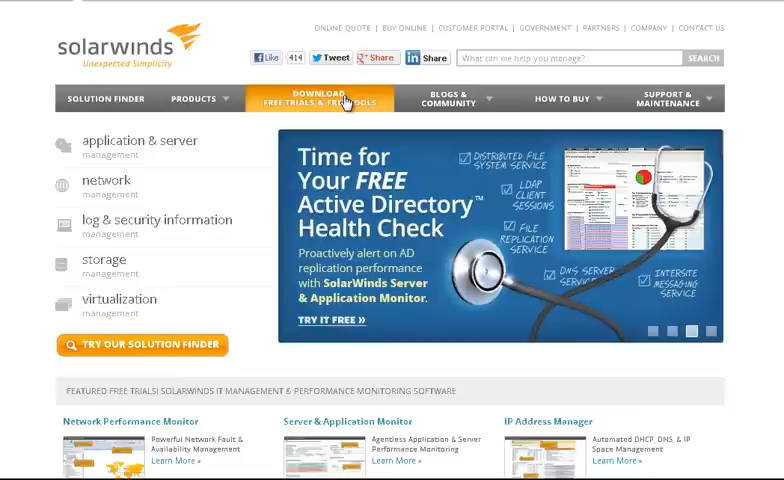 ONLINE QUOTE | BUY ONLINE | CUSTOMER PORTAL | GOVERNMENT | PARTNERS | COMPANY | CONTACT US
solarwinds
Unexpected Simplicity
Like 414 Tweet Share Share What can we help you manage? SEARCH
SOLUTION FINDER
PRODUCTS
DOWNLOAD
FREE TRIALS & FREE TOOLS
BLOGS &
COMMUNITY
HOW TO BUY
SUPPORT &
MAINTENANCE
application & server
management
network
management
log & security information
management
storage
management
virtualization
management
TRY OUR SOLUTION FINDER
Time for
Your FREE
Active Directory™
Health Check
Proactively alert on AD
replication performance
with SolarWinds Server
& Application Monitor.
TRY IT FREE »
DISTRIBUTED FILE
SYSTEM SERVICE
LDAP
CLIENT
SESSIONS
FILE
REPLICATION
SERVICE
DNS SERVER
SERVICE
INTERSITE
MESSAGING
SERVICE
FEATURED FREE TRIALS! SOLARWINDS IT MANAGEMENT & PERFORMANCE MONITORING SOFTWARE
Network Performance Monitor
Powerful Network Fault &
Availability Management
Learn More »
Server & Application Monitor
Agentless Application & Server
Performance Monitoring
Learn More »
IP Address Manager
Automated DHCP, DNS, & IP
Space Management
Learn More »